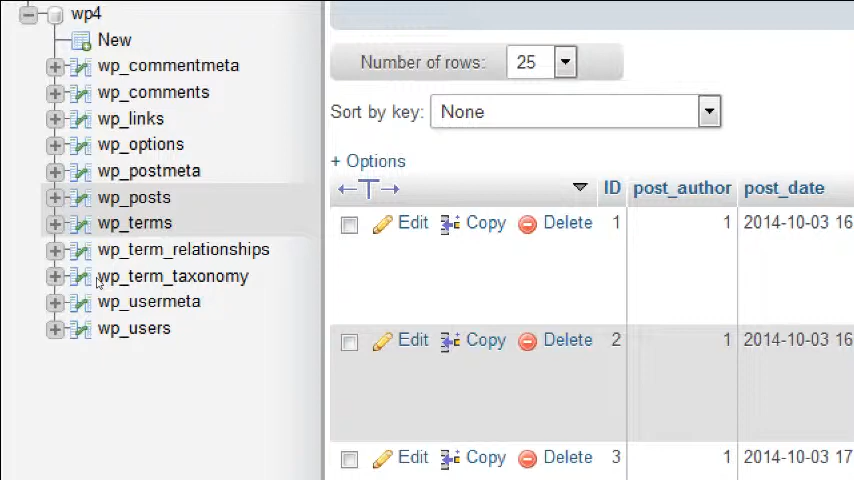 wp4
New
wp_commentmeta
wp_comments
wp_links
wp_options
wp_postmeta
wp_posts
wp_terms
wp_term_relationships
wp_term_taxonomy
wp_usermeta
wp_users
Number of rows: 25
Sort by key: None
+ Options
ID post_author post_date
Edit Copy Delete 1 1 2014-10-03 16
Edit Copy Delete 2 1 2014-10-03 16
Edit Copy Delete 3 1 2014-10-03 17